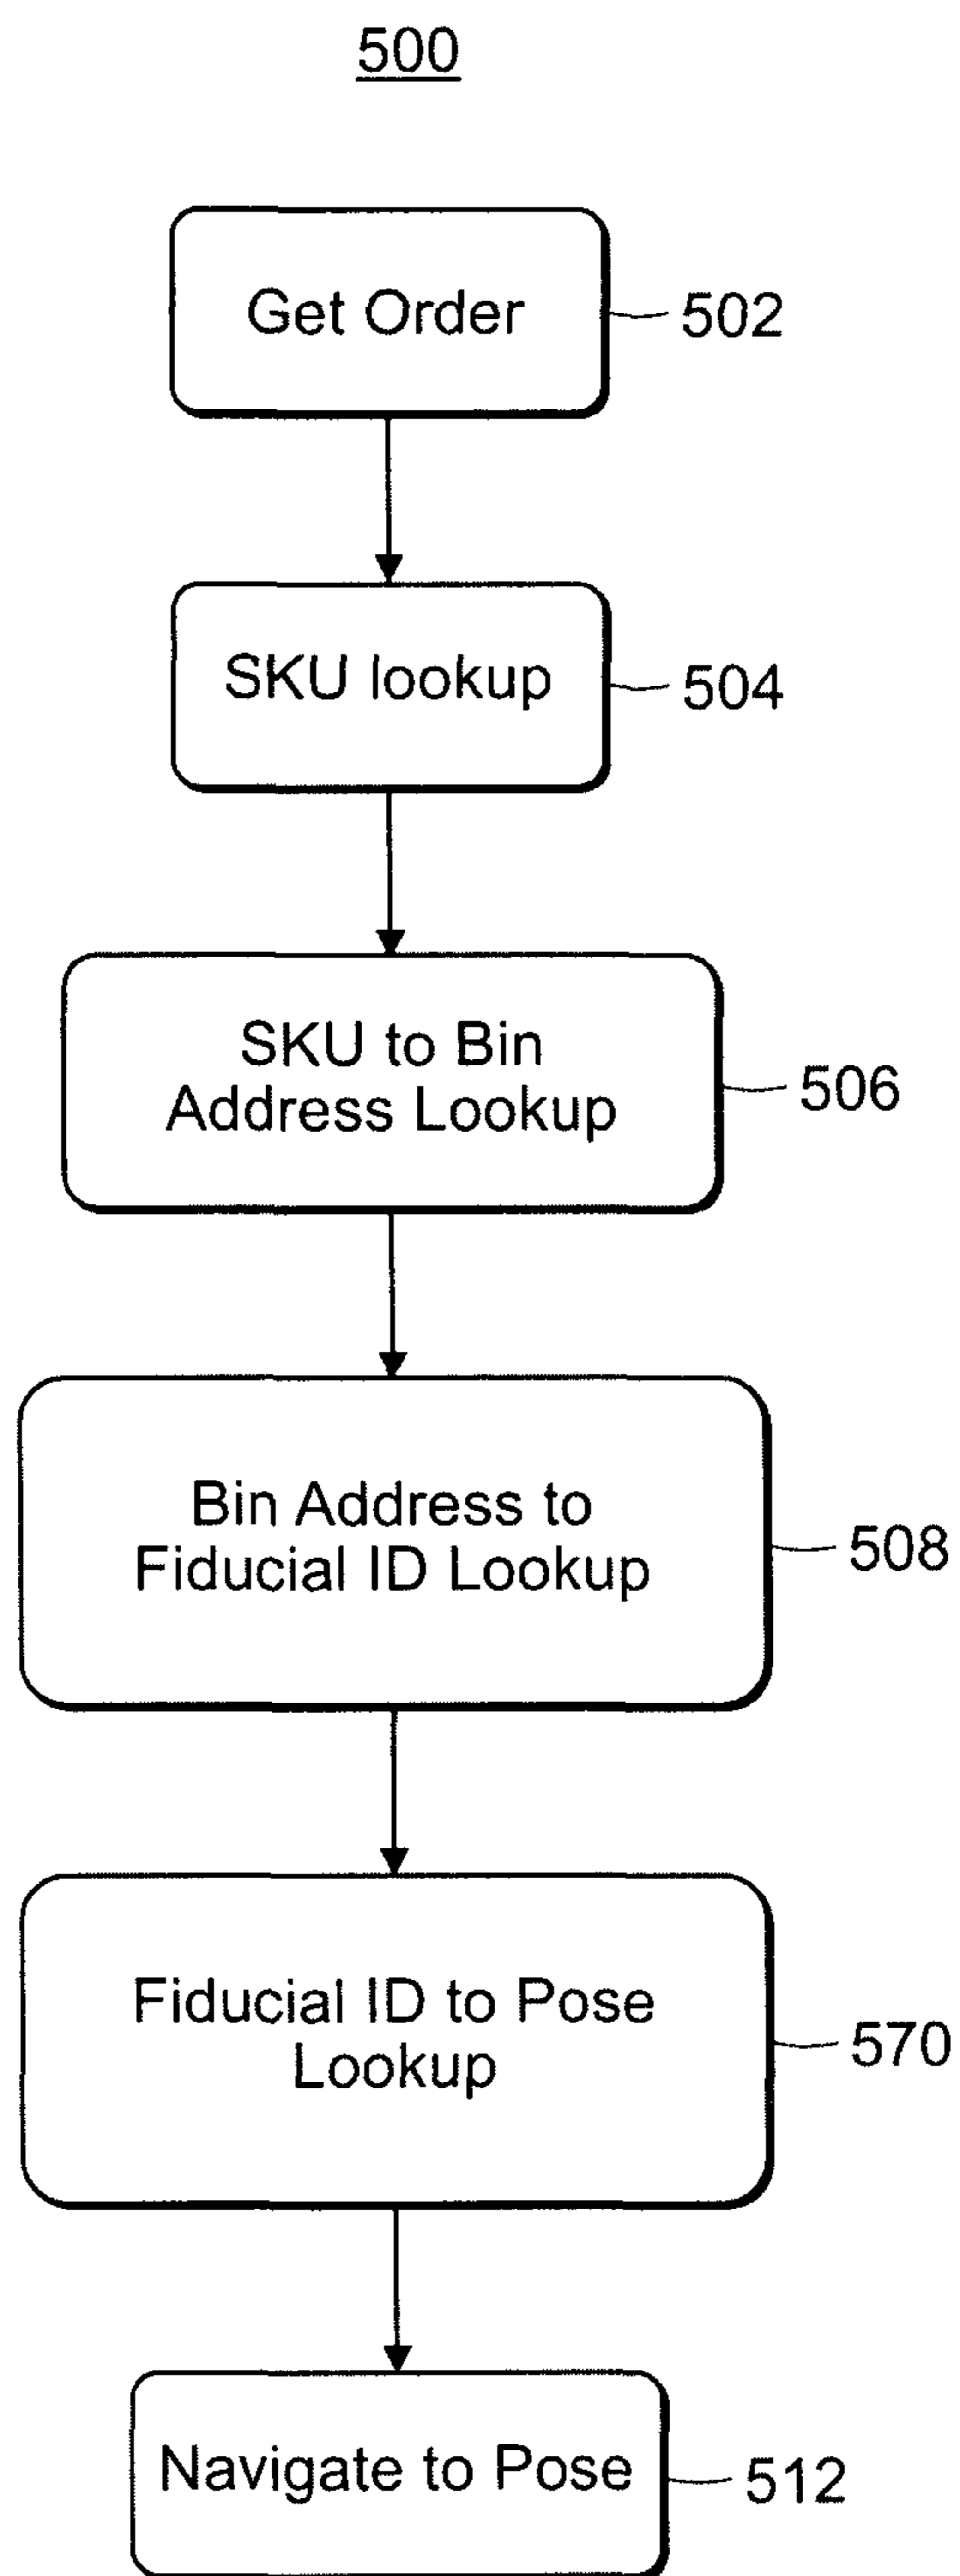 500
Get Order
502
SKU lookup
504
SKU to Bin
Address Lookup
506
Bin Address to
Fiducial ID Lookup
508
Fiducial ID to Pose
Lookup
570
Navigate to Pose
512